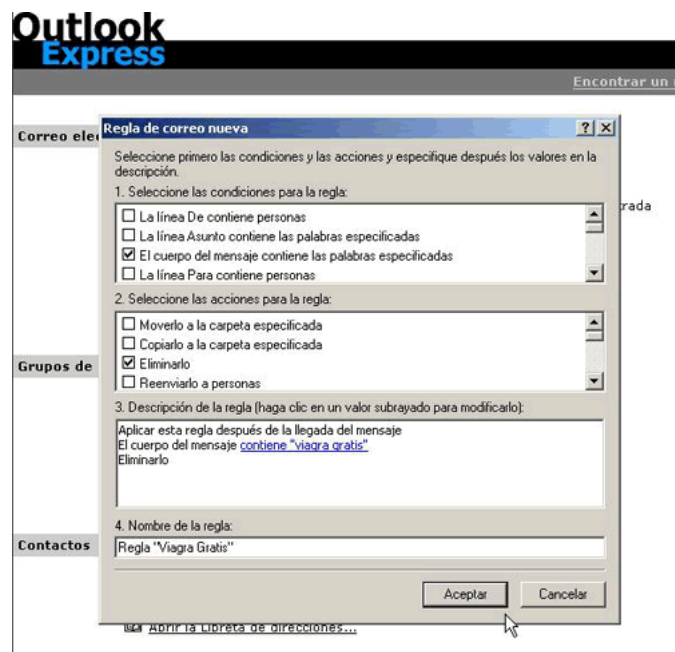 Outlook
Express
Encontrar un
Correo elec
Regla de correo nueva
Seleccione primero las condiciones y las acciones y especifique después los valores en la
descripción.
1. Seleccione las condiciones para la regla:
La línea De contiene personas
La línea Asunto contiene las palabras especificadas
El cuerpo del mensaje contiene las palabras especificadas
La línea Para contiene personas
rada
2. Seleccione las acciones para la regla:
Moverlo a la carpeta especificada
Copiarlo a la carpeta especificada
Eliminarlo
Reenviarlo a personas
Grupos de
3. Descripción de la regla (haga clic en un valor subrayado para modificarlo):
Aplicar esta regla después de la llegada del mensaje
El cuerpo del mensaje contiene "viagra gratis"
Eliminarlo
4. Nombre de la regla:
Contactos
Regla "Viagra Gratis"
Aceptar Cancelar
Abrir la Libreta de direcciones...